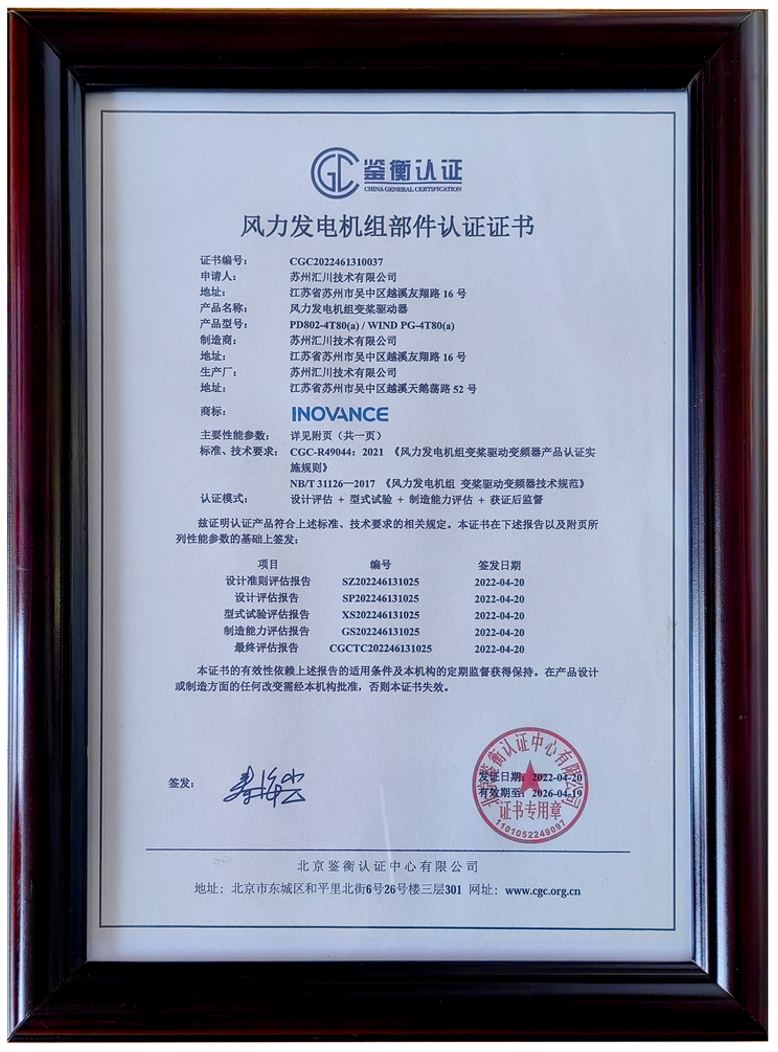 鉴衡认证
CHINA GENERAL CERTIFICATION
风力发电机组部件认证证书
证书编号： CGC2022461310037
申请人： 苏州汇川技术有限公司
地址： 江苏省苏州市吴中区越溪友翔路 16 号
产品名称： 风力发电机组变桨驱动器
产品型号： PD802-4T80(a) / WIND PG-4T80(a)
制造商： 苏州汇川技术有限公司
地址： 江苏省苏州市吴中区越溪友翔路 16 号
生产厂： 苏州汇川技术有限公司
地址： 江苏省苏州市吴中区越溪天鹅荡路 52 号
商标： INOVANCE
主要性能参数： 详见附页（共一页）
标准、技术要求： CGC-R49044：2021 《风力发电机组变桨驱动变频器产品认证实
施规则》
NB/T 31126—2017 《风力发电机组 变桨驱动变频器技术规范》
认证模式： 设计评估 + 型式试验 + 制造能力评估 + 获证后监督
兹证明认证产品符合上述标准、技术要求的相关规定。本证书在下述报告以及附页所
列性能参数的基础上签发：
项目 编号 签发日期
设计准则评估报告 SZ202246131025 2022-04-20
设计评估报告 SP202246131025 2022-04-20
型式试验评估报告 XS202246131025 2022-04-20
制造能力评估报告 GS202246131025 2022-04-20
最终评估报告 CGCTC202246131025 2022-04-20
本证书的有效性依赖上述报告的适用条件及本机构的定期监督获得保持。在产品设计
或制造方面的任何改变需经本机构批准，否则本证书失效。
签发：
北京鉴衡认证中心有限公司
发证日期：2022-04-20
有效期至：2026-04-19
证书专用章
1101052249097
北京鉴衡认证中心有限公司
地址：北京市东城区和平里北街6号26号楼三层301 网址：www.cgc.org.cn